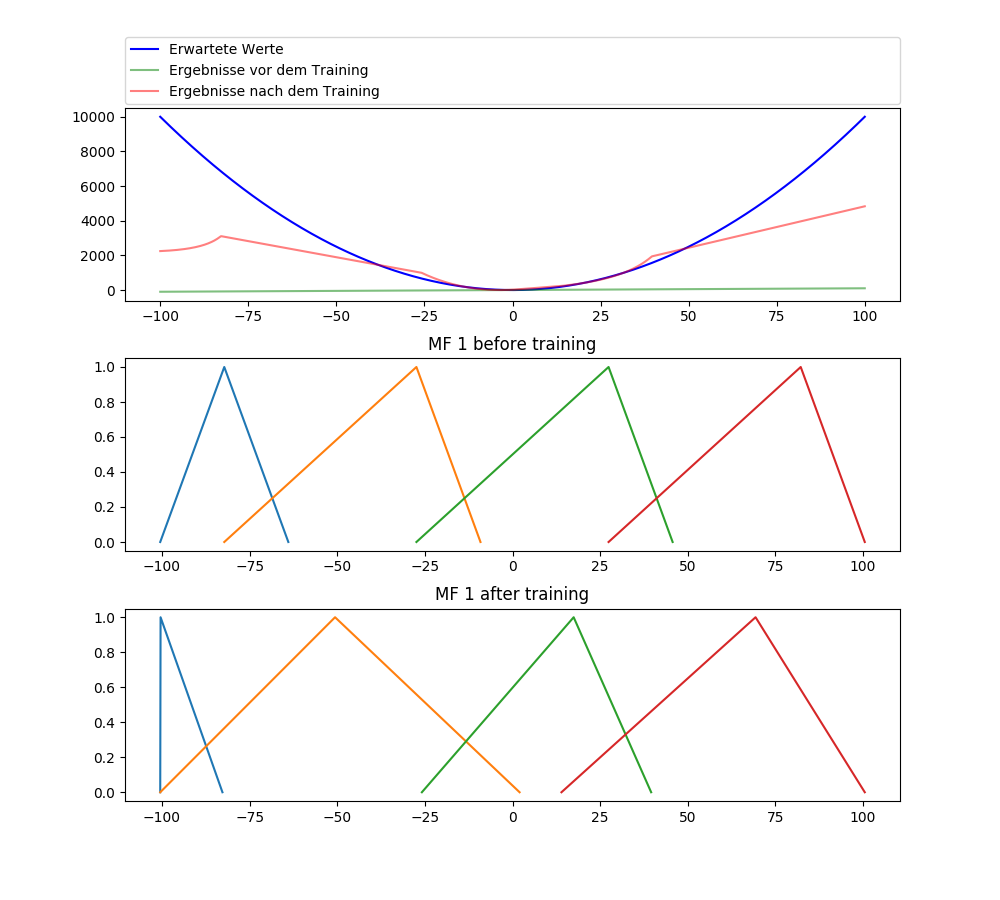 Erwartete Werte
Ergebnisse vor dem Training
Ergebnisse nach dem Training
10000
8000
6000
4000
2000
0
−100 −75 −50 −25 0 25 50 75 100
MF 1 before training
1.0
0.8
0.6
0.4
0.2
0.0
−100 −75 −50 −25 0 25 50 75 100
MF 1 after training
1.0
0.8
0.6
0.4
0.2
0.0
−100 −75 −50 −25 0 25 50 75 100